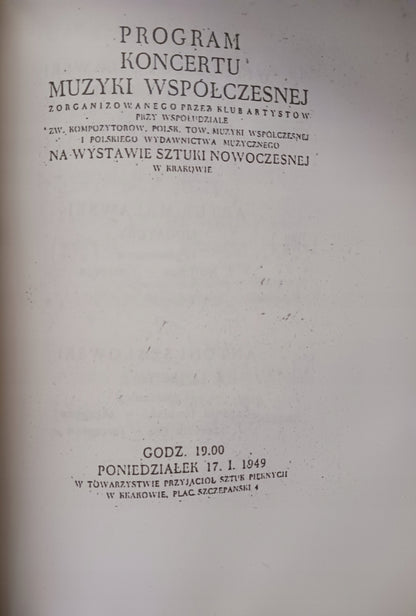 PROGRAM
KONCERTU
MUZYKI WSPÓŁCZESNEJ
ZORGANIZOWANEGO PRZEZ KLUB ARTYSTÓW
PRZY WSPÓŁUDZIALE
ZW. KOMPOZYTORÓW, POLSK. TOW. MUZYKI WSPÓŁCZESNEJ
I POLSKIEGO WYDAWNICTWA MUZYCZNEGO
NA WYSTAWIE SZTUKI NOWOCZESNEJ
W KRAKOWIE
GODZ. 19.00
PONIEDZIAŁEK 17. I. 1949
W TOWARZYSTWIE PRZYJACIÓŁ SZTUK PIĘKNYCH
W KRAKOWIE, PLAC SZCZEPAŃSKI 4